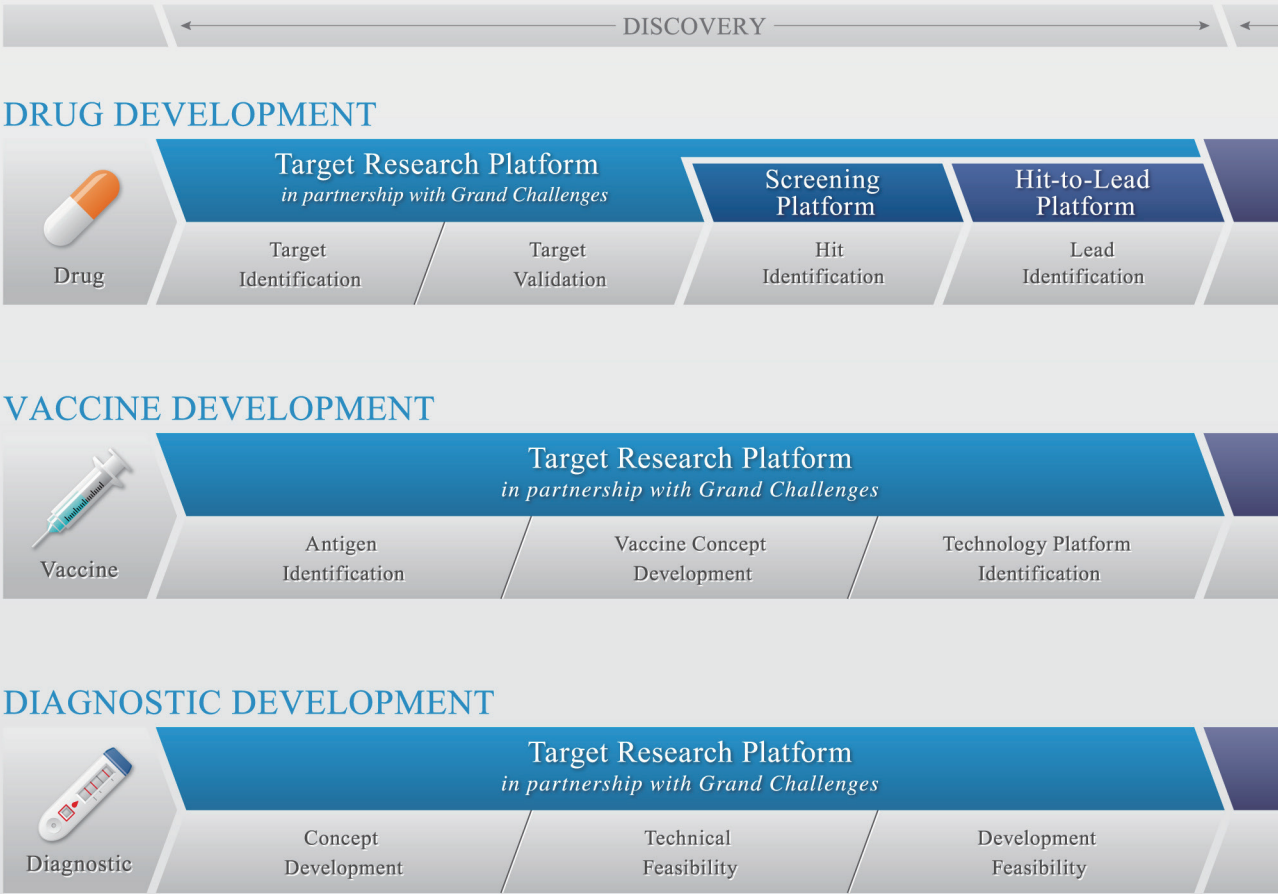 DISCOVERY
DRUG DEVELOPMENT
Target Research Platform
in partnership with Grand Challenges
Screening
Platform
Hit-to-Lead
Platform
Drug
Target
Identification
Target
Validation
Hit
Identification
Lead
Identification
VACCINE DEVELOPMENT
Target Research Platform
in partnership with Grand Challenges
Vaccine
Antigen
Identification
Vaccine Concept
Development
Technology Platform
Identification
DIAGNOSTIC DEVELOPMENT
Target Research Platform
in partnership with Grand Challenges
Diagnostic
Concept
Development
Technical
Feasibility
Development
Feasibility